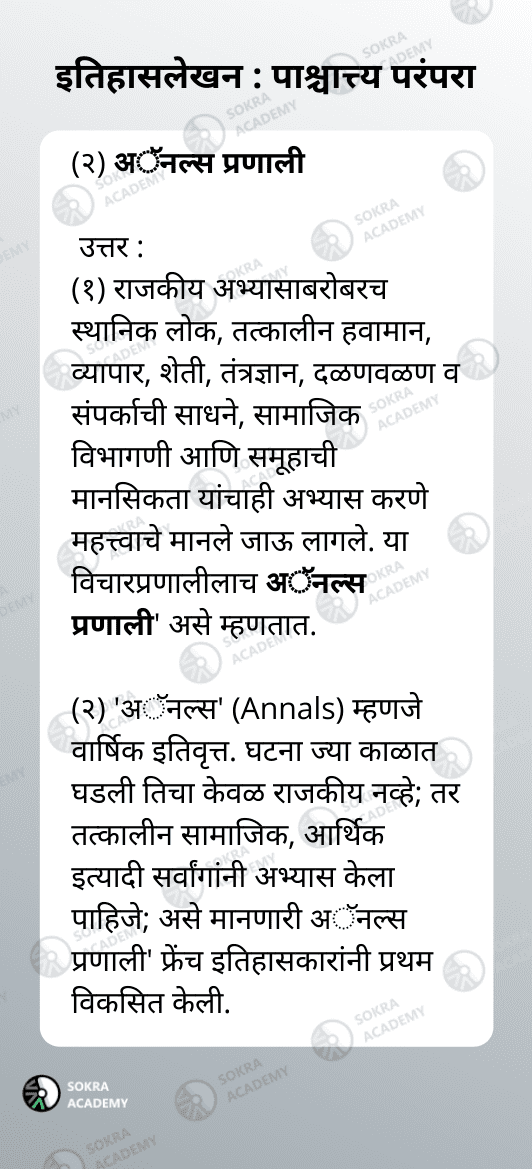 इतिहासलेखन : पाश्चात्त्य परंपरा
(२) अॅनल्स प्रणाली
उत्तर :
(१) राजकीय अभ्यासाबरोबरच
स्थानिक लोक, तत्कालीन हवामान,
व्यापार, शेती, तंत्रज्ञान, दळणवळण व
संपर्काची साधने, सामाजिक
विभागणी आणि समूहाची
मानसिकता यांचाही अभ्यास करणे
महत्त्वाचे मानले जाऊ लागले. या
विचारप्रणालीलाच अॅनल्स
प्रणाली' असे म्हणतात.
(२) 'अॅनल्स' (Annals) म्हणजे
वार्षिक इतिवृत्त. घटना ज्या काळात
घडली तिचा केवळ राजकीय नव्हे; तर
तत्कालीन सामाजिक, आर्थिक
इत्यादी सर्वांगांनी अभ्यास केला
पाहिजे; असे मानणारी अॅनल्स
प्रणाली' फ्रेंच इतिहासकारांनी प्रथम
विकसित केली.
SOKRA
ACADEMY